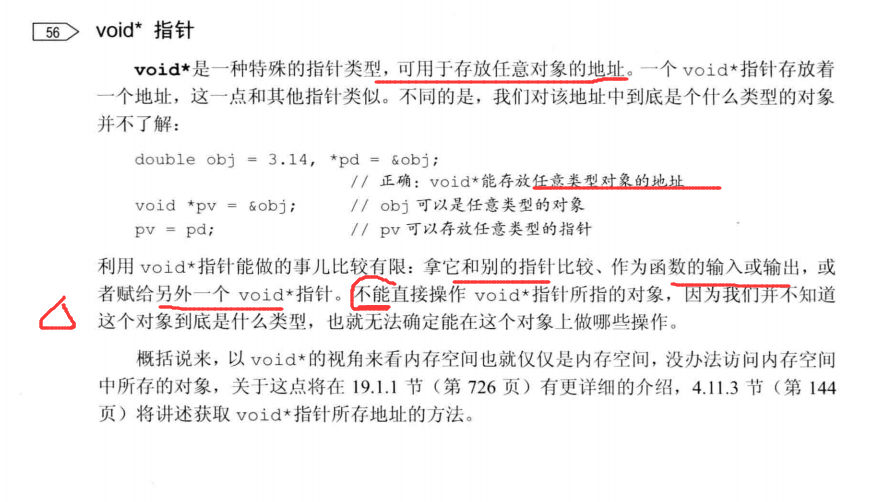 56 void* 指针
void*是一种特殊的指针类型，可用于存放任意对象的地址。一个 void*指针存放着
一个地址，这一点和其他指针类似。不同的是，我们对该地址中到底是个什么类型的对象
并不了解：
double obj = 3.14, *pd = &obj;
// 正确：void*能存放任意类型对象的地址
void *pv = &obj; // obj 可以是任意类型的对象
pv = pd; // pv 可以存放任意类型的指针
利用 void*指针能做的事儿比较有限：拿它和别的指针比较、作为函数的输入或输出，或
者赋给另外一个 void*指针。不能直接操作 void*指针所指的对象，因为我们并不知道
这个对象到底是什么类型，也就无法确定能在这个对象上做哪些操作。
概括说来，以 void*的视角来看内存空间也就仅仅是内存空间，没办法访问内存空间
中所存的对象，关于这点将在 19.1.1 节（第 726 页）有更详细的介绍，4.11.3 节（第 144
页）将讲述获取 void*指针所存地址的方法。